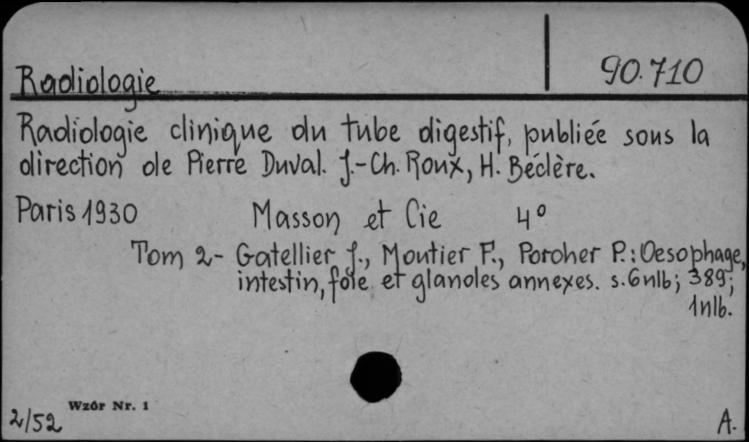 90.710
Radiologie
Radiologie clinique du tube digestif, publiée sous la
direction de Pierre Duval. J.-Ch. Roux, H. Béclère.
Paris 1930 Masson et Cie 4°
Tom 2- Gatellier J., Moutier F., Porcher P.: Oesophage,
intestin, foie et glandes annexes. s. 6nlb; 389;
1nlb.
Wzór Nr. 1
2/52 A.